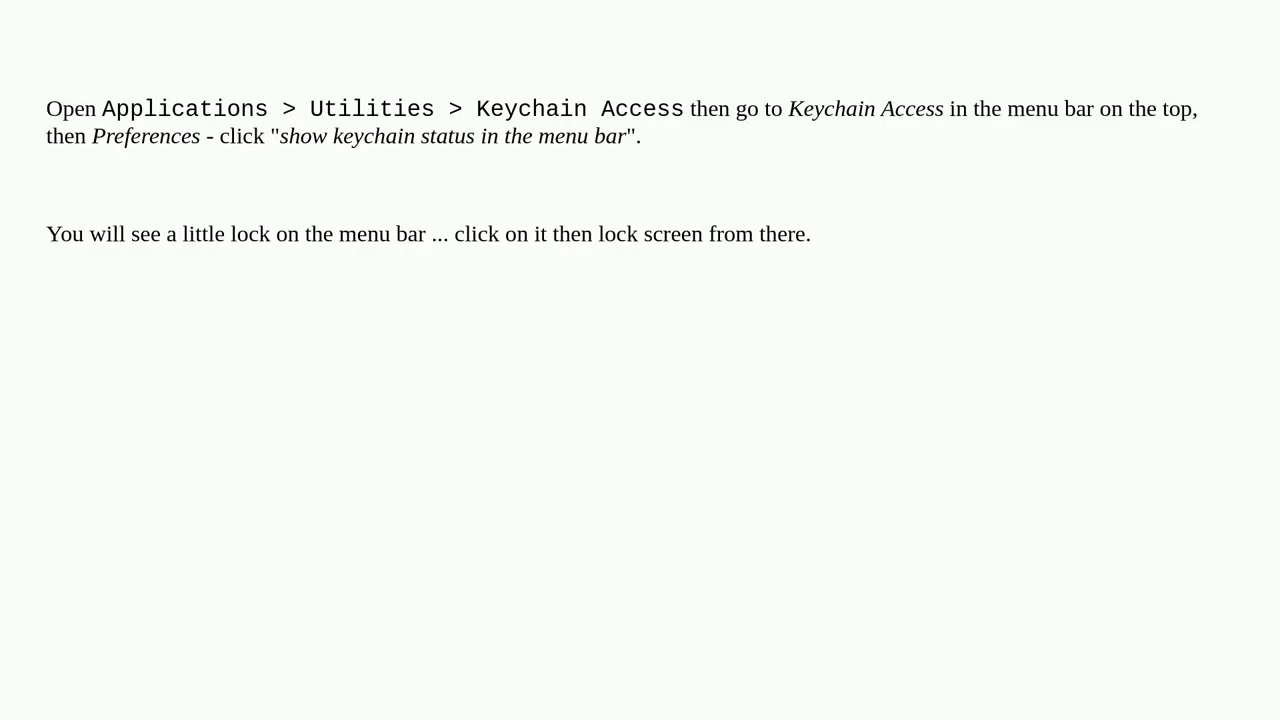 Open Applications > Utilities > Keychain Access then go to Keychain Access in the menu bar on the top,
then Preferences - click "show keychain status in the menu bar".
You will see a little lock on the menu bar ... click on it then lock screen from there.